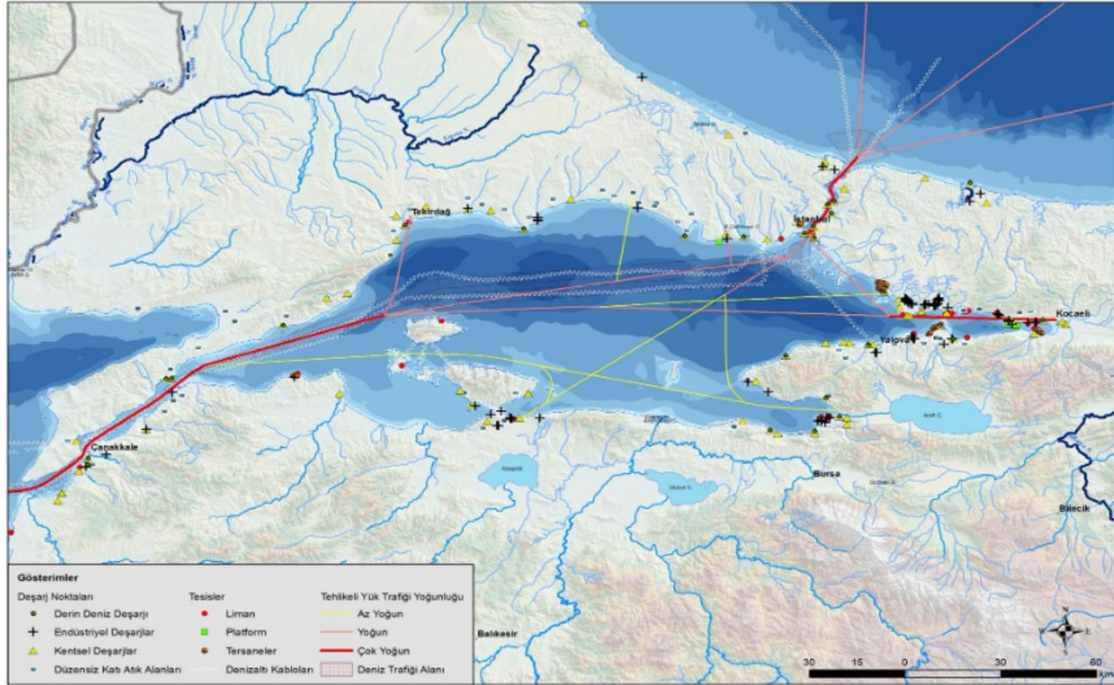 Tekirdağ
İstanbul
Kocaeli
Yalova
Çanakkale
Bursa
Bilecik
Balıkesir
Gösterimler
Deşarj Noktaları
Derin Deniz Deşarjı
Endüstriyel Deşarjlar
Kentsel Deşarjlar
Düzensiz Katı Atık Alanları
Tesisler
Liman
Platform
Tersaneler
Denizaltı Kabloları
Tehlikeli Yük Trafiği Yoğunluğu
Az Yoğun
Yoğun
Çok Yoğun
Deniz Trafiği Alanı
N
W
E
S
30 15 0 30 60
km